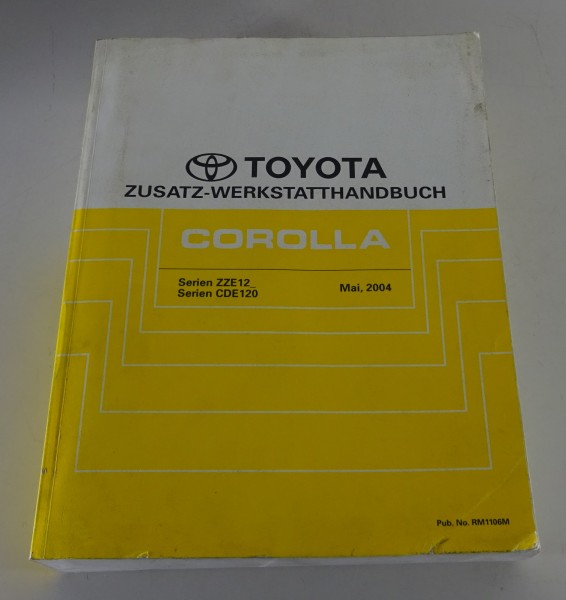 TOYOTA
ZUSATZ-WERKSTATTHANDBUCH
COROLLA
Serien ZZE12_
Serien CDE120
Mai, 2004
Pub. No. RM1106M